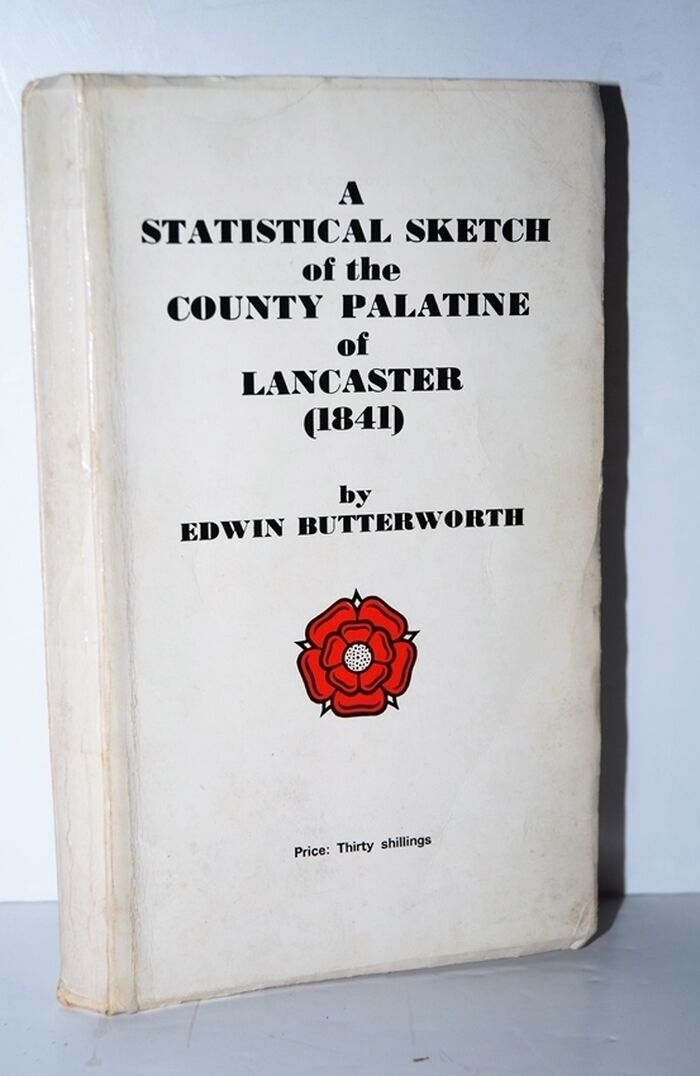 A
STATISTICAL SKETCH
of the
COUNTY PALATINE
of
LANCASTER
(1841)
by
EDWIN BUTTERWORTH
Price: Thirty shillings